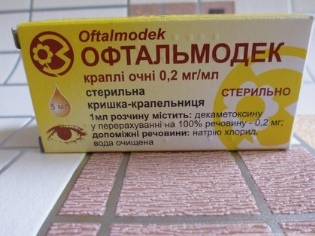 Oftalmodek
ОФТАЛЬМОДЕК
краплі очні 0,2 мг/мл
стерильна
кришка-крапельниця
СТЕРИЛЬНО
5 мл
1мл розчину містить: декаметоксину
у перерахуванні на 100% речовину - 0,2 мг;
допоміжні речовини: натрію хлорид,
вода очищена